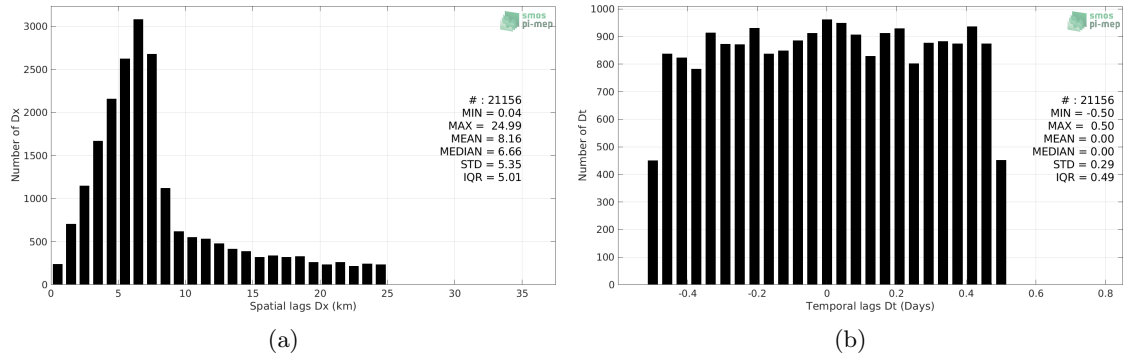 smos
pi-mep
3000
2500
2000
1500
1000
500
0
Number of Dx
# : 21156
MIN = 0.04
MAX = 24.99
MEAN = 8.16
MEDIAN = 6.66
STD = 5.35
IQR = 5.01
0 5 10 15 20 25 30 35
Spatial lags Dx (km)
(a)
smos
pi-mep
1000
900
800
700
600
500
400
300
200
100
0
Number of Dt
# : 21156
MIN = -0.50
MAX = 0.50
MEAN = 0.00
MEDIAN = 0.00
STD = 0.29
IQR = 0.49
-0.4 -0.2 0 0.2 0.4 0.6 0.8
Temporal lags Dt (Days)
(b)